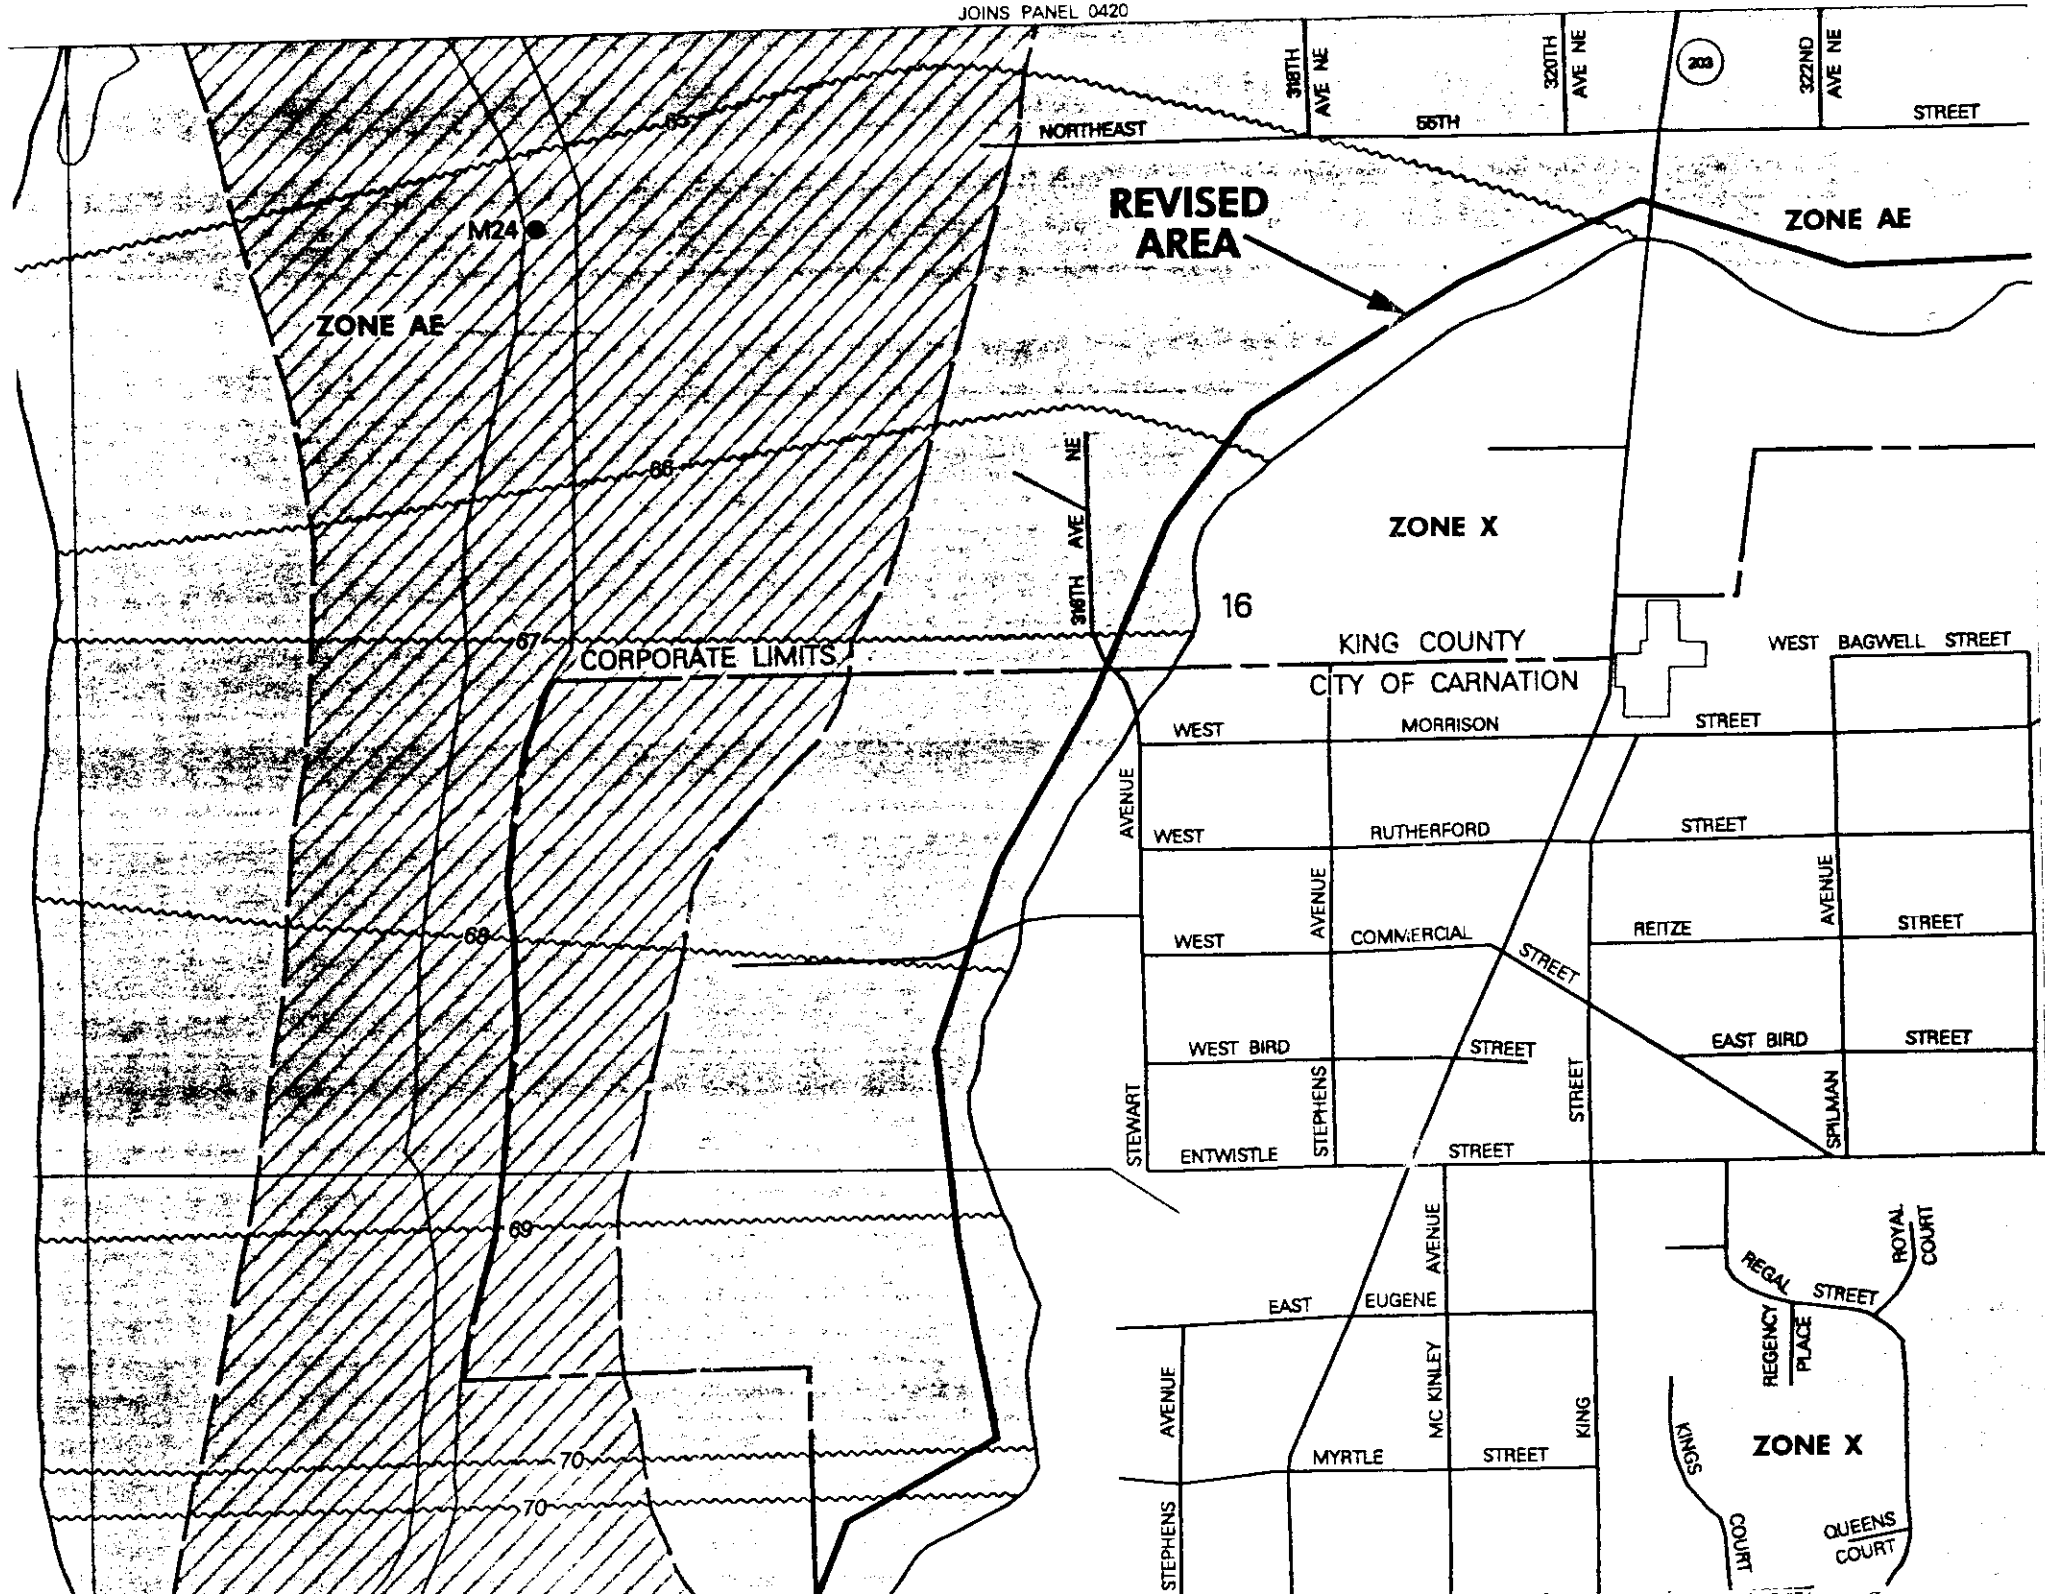 JOINS PANEL 0420
318TH
AVE NE
320TH
AVE NE
203
322ND
AVE NE
NORTHEAST 55TH STREET
65
REVISED
AREA
ZONE AE
M24
ZONE AE
66
316TH AVE NE
ZONE X
16
67
CORPORATE LIMITS
KING COUNTY
CITY OF CARNATION
WEST BAGWELL STREET
WEST MORRISON STREET
WEST RUTHERFORD STREET
STEWART AVENUE
STEPHENS AVENUE
SPILMAN AVENUE
68
WEST COMMERCIAL STREET
REITZE STREET
WEST BIRD STREET
EAST BIRD STREET
KING STREET
ENTWISTLE STREET
69
MC KINLEY AVENUE
EAST EUGENE
ROYAL
COURT
REGAL STREET
REGENCY
PLACE
STEPHENS AVENUE
70
MYRTLE STREET
KINGS COURT
ZONE X
70
QUEENS
COURT